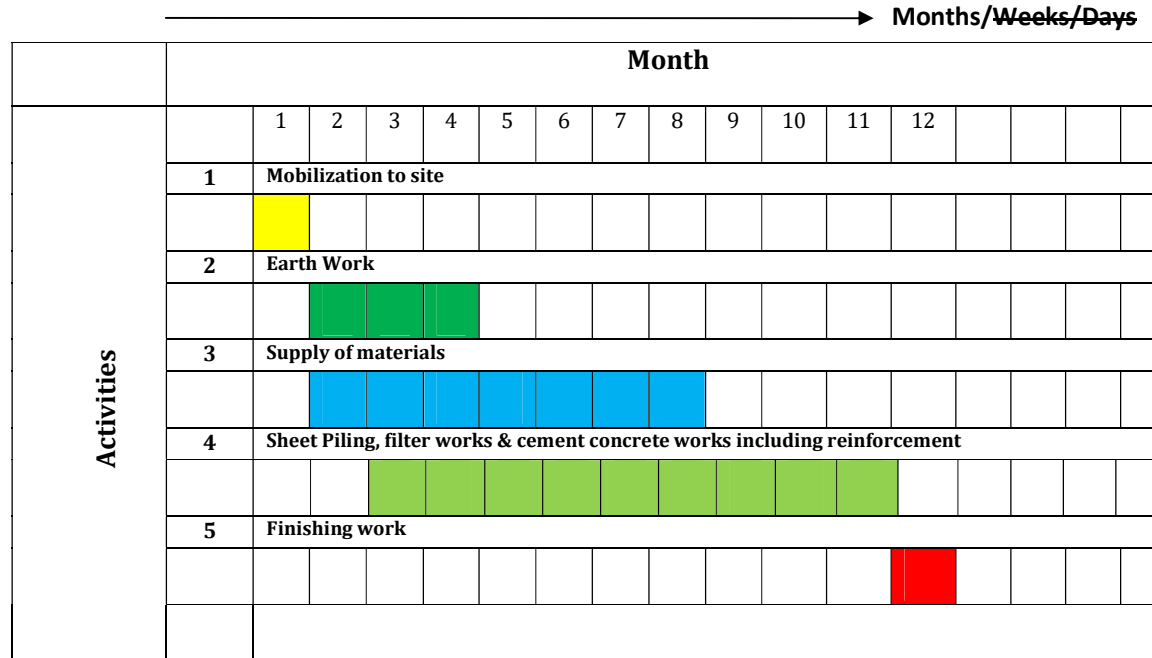 Months/Weeks/Days
Month
1 2 3 4 5 6 7 8 9 10 11 12
Activities
1 Mobilization to site
2 Earth Work
3 Supply of materials
4 Sheet Piling, filter works & cement concrete works including reinforcement
5 Finishing work